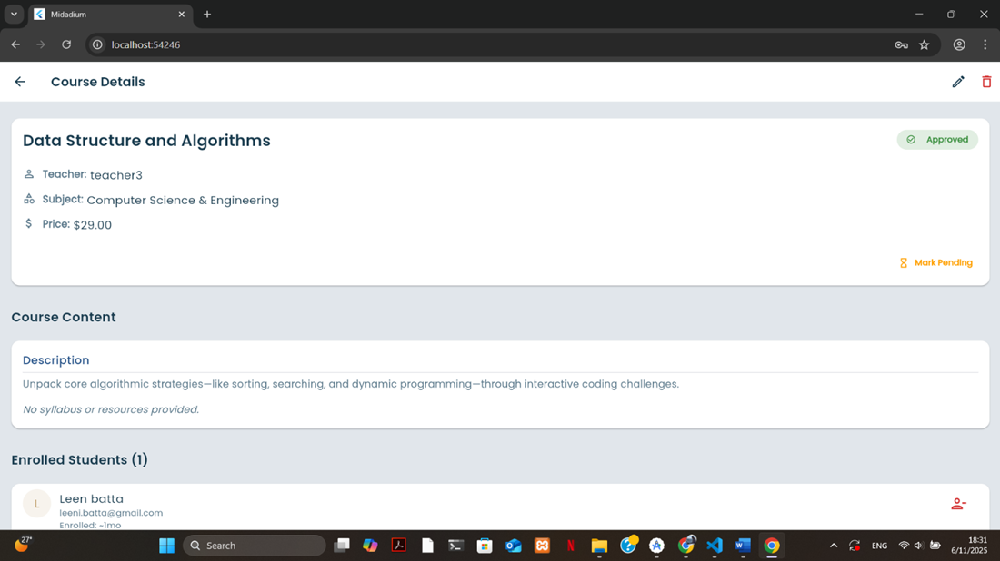 Midadium
localhost:54246
Course Details
Data Structure and Algorithms
Approved
Teacher: teacher3
Subject: Computer Science & Engineering
$ Price: $29.00
Mark Pending
Course Content
Description
Unpack core algorithmic strategies—like sorting, searching, and dynamic programming—through interactive coding challenges.
No syllabus or resources provided.
Enrolled Students (1)
L
Leen batta
leeni.batta@gmail.com
Enrolled: ~1mo
27°
Search
ENG
18:31
6/11/2025